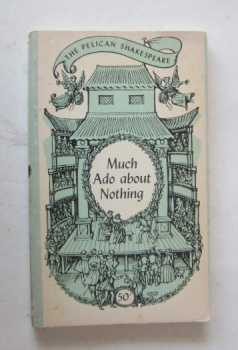 THE PELICAN SHAKESPEARE
Much
Ado about
Nothing
50